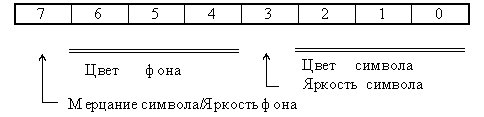 7 6 5 4 3 2 1 0
Цвет фона
Цвет символа
Яркость символа
Мерцание символа/Яркость фона